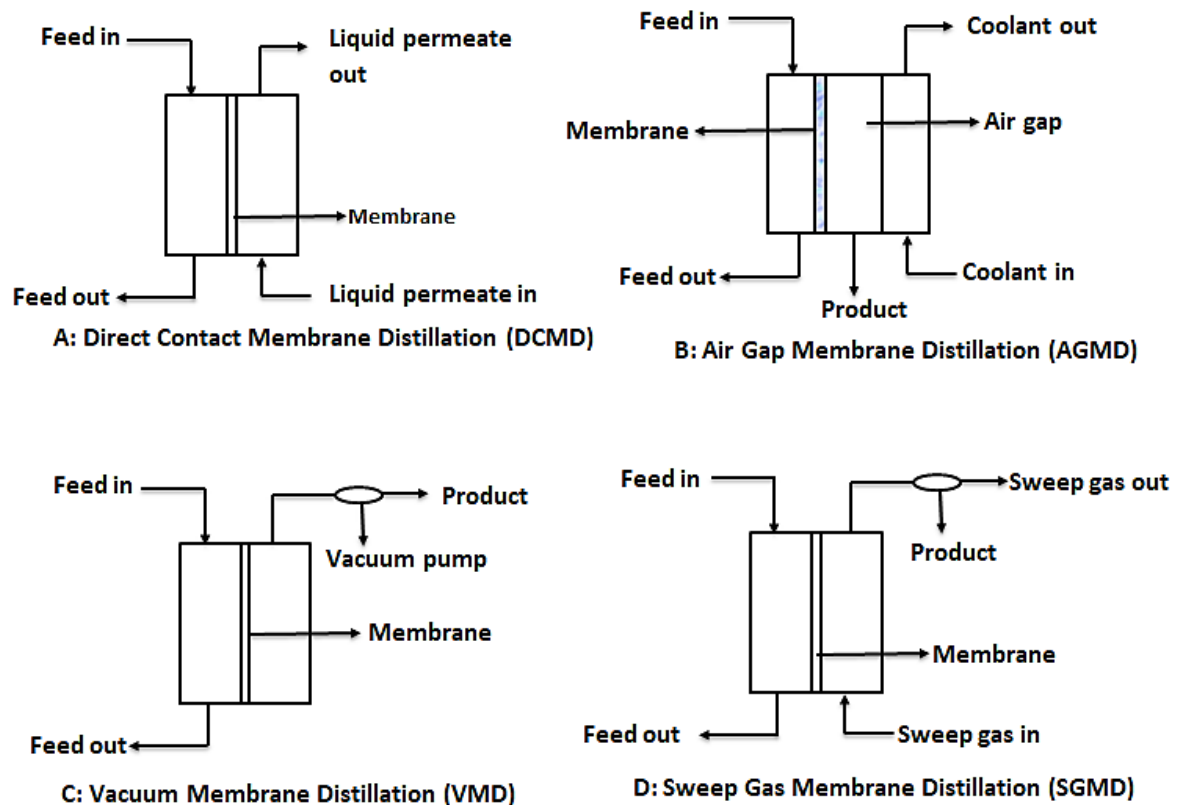 Feed in
Liquid permeate
out
Membrane
Feed out
Liquid permeate in
A: Direct Contact Membrane Distillation (DCMD)
Coolant out
Feed in
Membrane
Air gap
Feed out
Coolant in
Product
B: Air Gap Membrane Distillation (AGMD)
Feed in
Product
Vacuum pump
Membrane
Feed out
C: Vacuum Membrane Distillation (VMD)
Feed in
Sweep gas out
Product
Membrane
Feed out
Sweep gas in
D: Sweep Gas Membrane Distillation (SGMD)